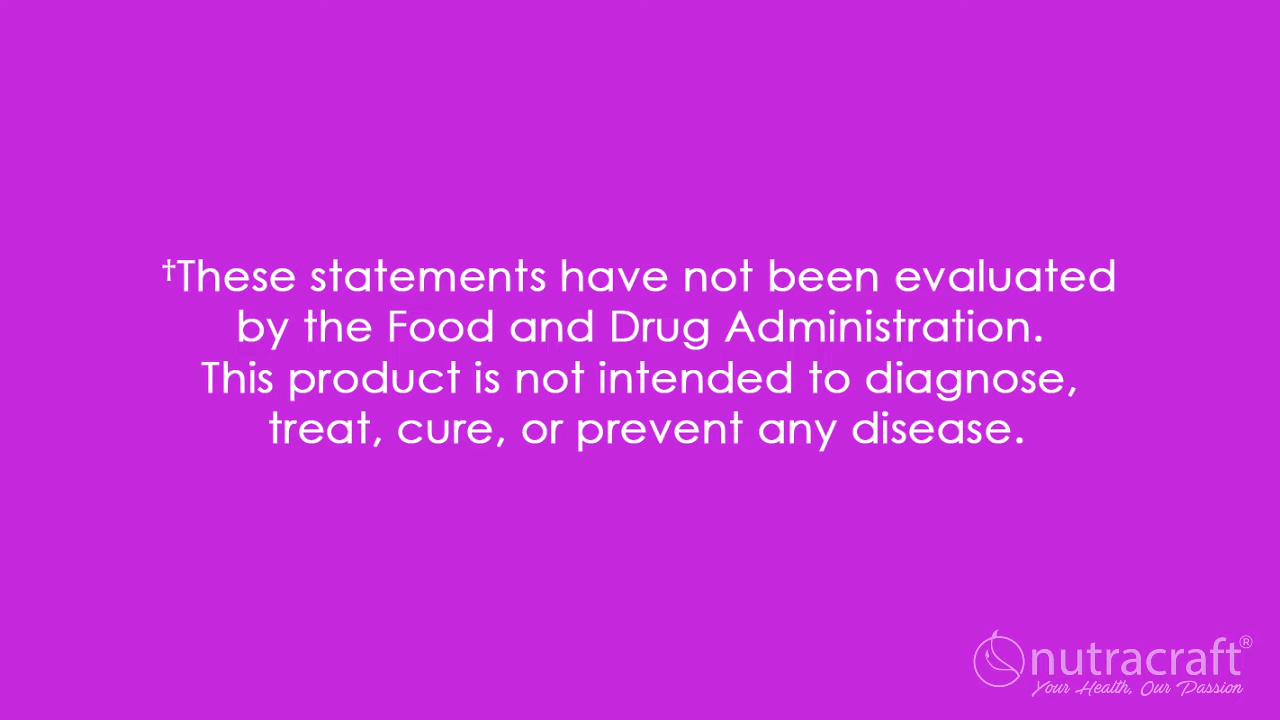 †These statements have not been evaluated
by the Food and Drug Administration.
This product is not intended to diagnose,
treat, cure, or prevent any disease.
nutracraft®
Your Health, Our Passion